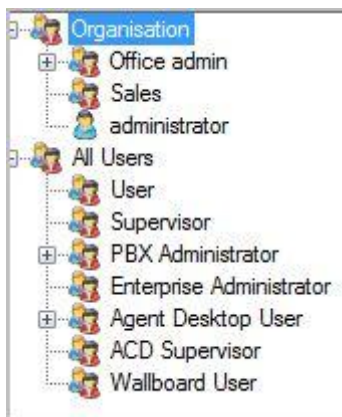 Organisation
Office admin
Sales
administrator
All Users
User
Supervisor
PBX Administrator
Enterprise Administrator
Agent Desktop User
ACD Supervisor
Wallboard User